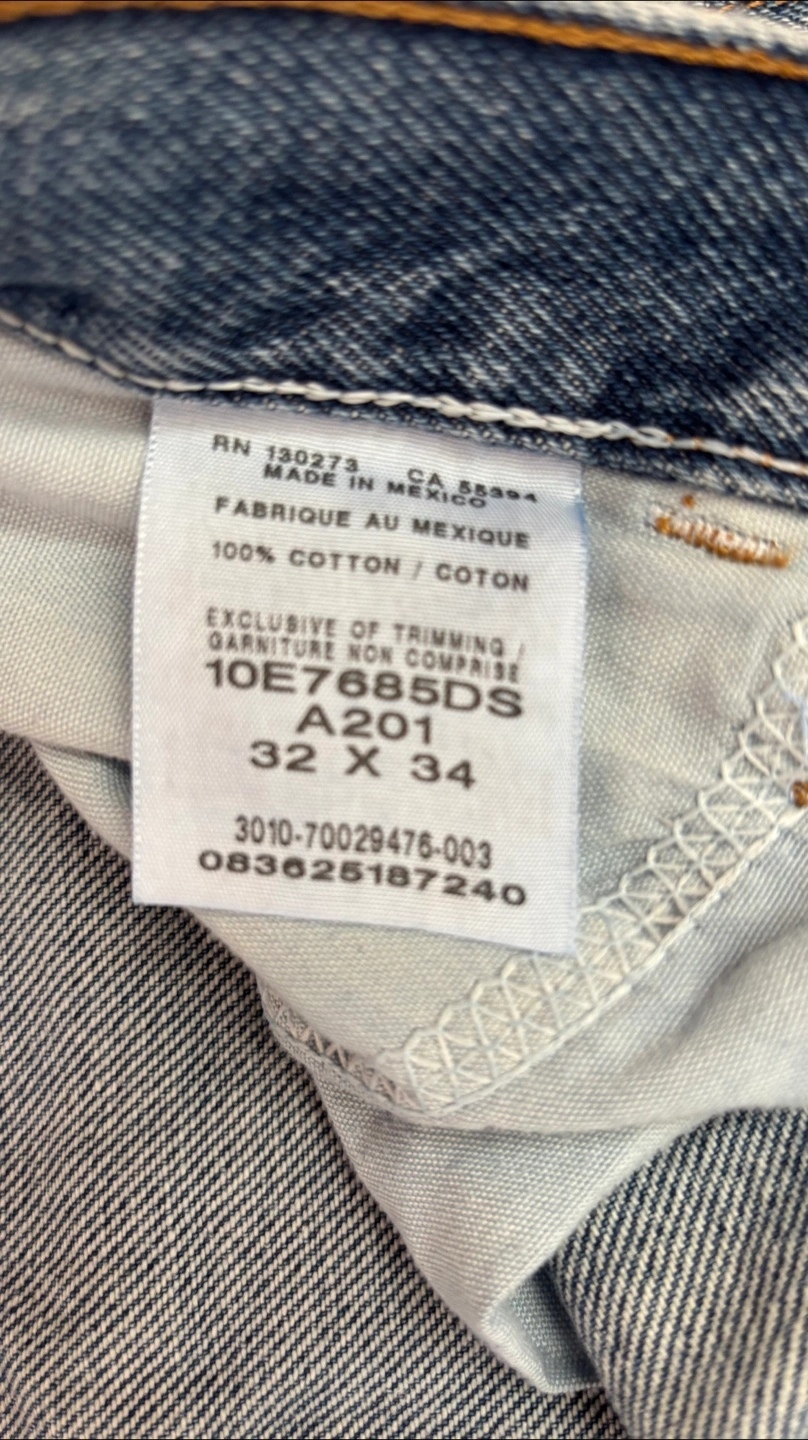 RN 130273 CA 55394
MADE IN MEXICO
FABRIQUE AU MEXIQUE
100% COTTON / COTON
EXCLUSIVE OF TRIMMING /
GARNITURE NON COMPRISE
10E7685DS
A201
32 X 34
3010-70029476-003
083625187240